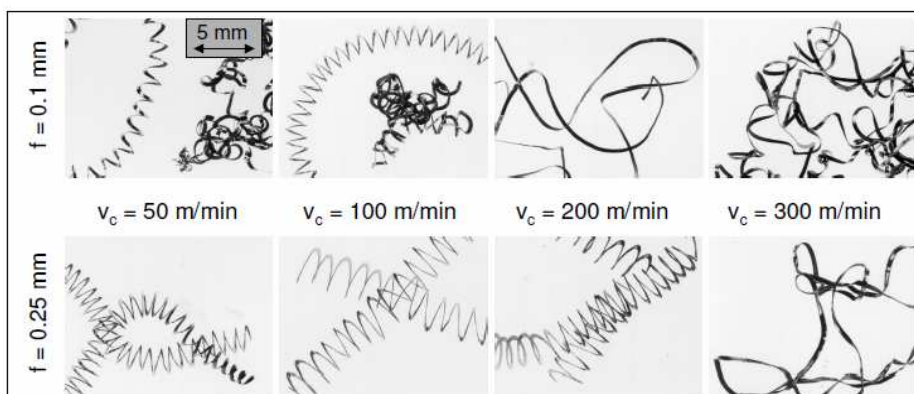 5 mm
f = 0.1 mm
v_c = 50 m/min v_c = 100 m/min v_c = 200 m/min v_c = 300 m/min
f = 0.25 mm